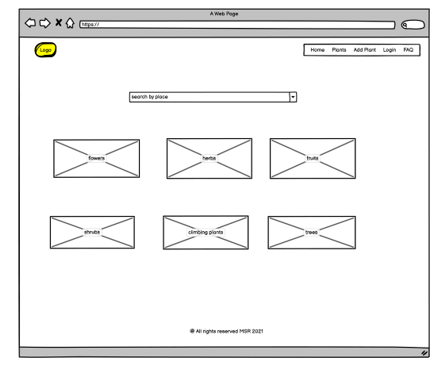 A Web Page
https://
Logo
Home Plants Add Plant Login FAQ
search by place
flowers herbs fruits
shrubs climbing plants trees
@ All rights reserved MSR 2021